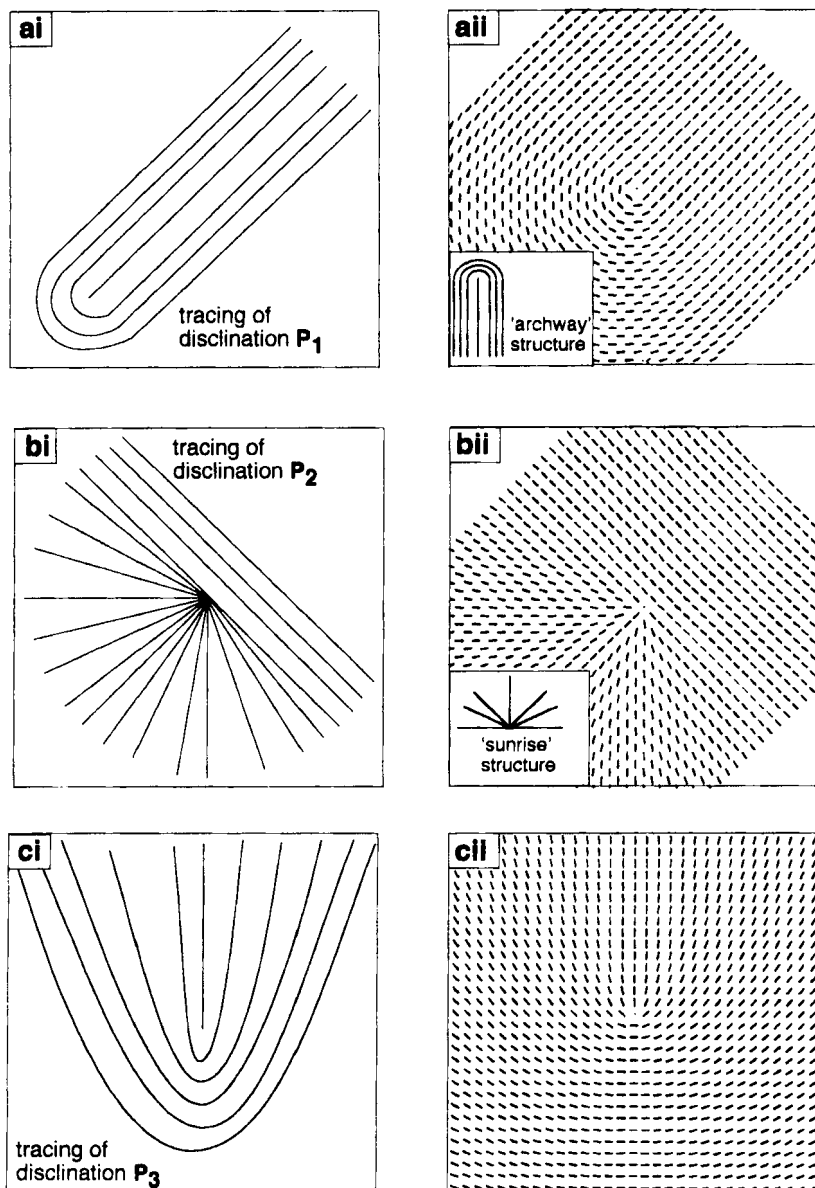 ai
tracing of
disclination P1
aii
'archway'
structure
bi
tracing of
disclination P2
bii
'sunrise'
structure
ci
tracing of
disclination P3
cii